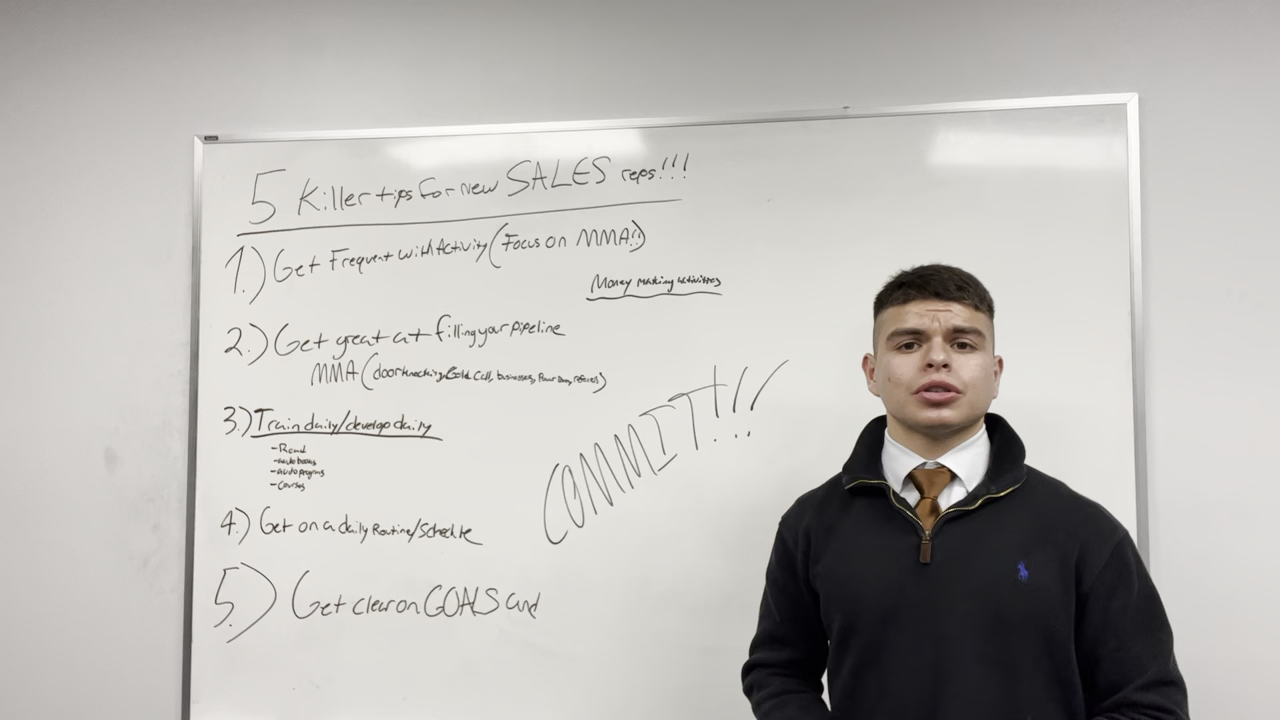 5 Killer tips for new SALES reps!!!
1.) Get Frequent with Activity (Focus on MMA!!)
Money Making Activities
2.) Get great at filling your pipeline
MMA (door knocking, Cold Call, businesses, Power Dm, referrals)
3.) Train daily/develop daily
- Read
- audio books
- audio programs
- Courses
COMMIT!!!
4.) Get on a daily Routine/Schedule
5.) Get clear on GOALS and